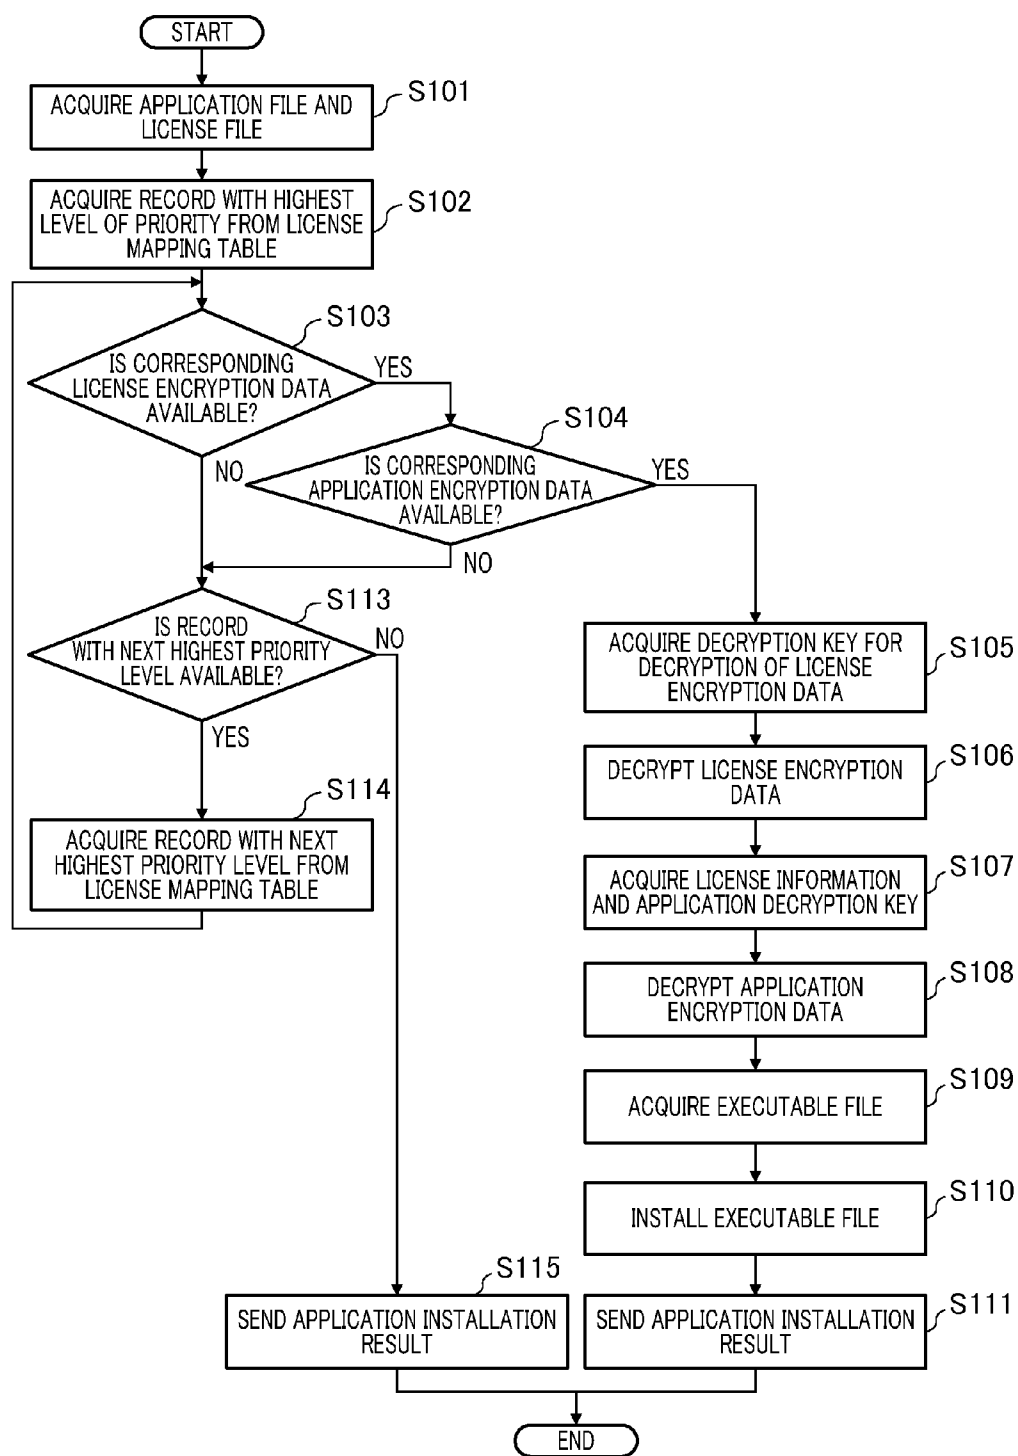 START
S101
ACQUIRE APPLICATION FILE AND
LICENSE FILE
S102
ACQUIRE RECORD WITH HIGHEST
LEVEL OF PRIORITY FROM LICENSE
MAPPING TABLE
S103
IS CORRESPONDING
LICENSE ENCRYPTION DATA
AVAILABLE?
YES
NO
S104
IS CORRESPONDING
APPLICATION ENCRYPTION DATA
AVAILABLE?
YES
NO
S113
IS RECORD
WITH NEXT HIGHEST PRIORITY
LEVEL AVAILABLE?
NO
YES
S114
ACQUIRE RECORD WITH NEXT
HIGHEST PRIORITY LEVEL FROM
LICENSE MAPPING TABLE
S105
ACQUIRE DECRYPTION KEY FOR
DECRYPTION OF LICENSE
ENCRYPTION DATA
S106
DECRYPT LICENSE ENCRYPTION
DATA
S107
ACQUIRE LICENSE INFORMATION
AND APPLICATION DECRYPTION KEY
S108
DECRYPT APPLICATION
ENCRYPTION DATA
S109
ACQUIRE EXECUTABLE FILE
S110
INSTALL EXECUTABLE FILE
S115
SEND APPLICATION INSTALLATION
RESULT
S111
SEND APPLICATION INSTALLATION
RESULT
END